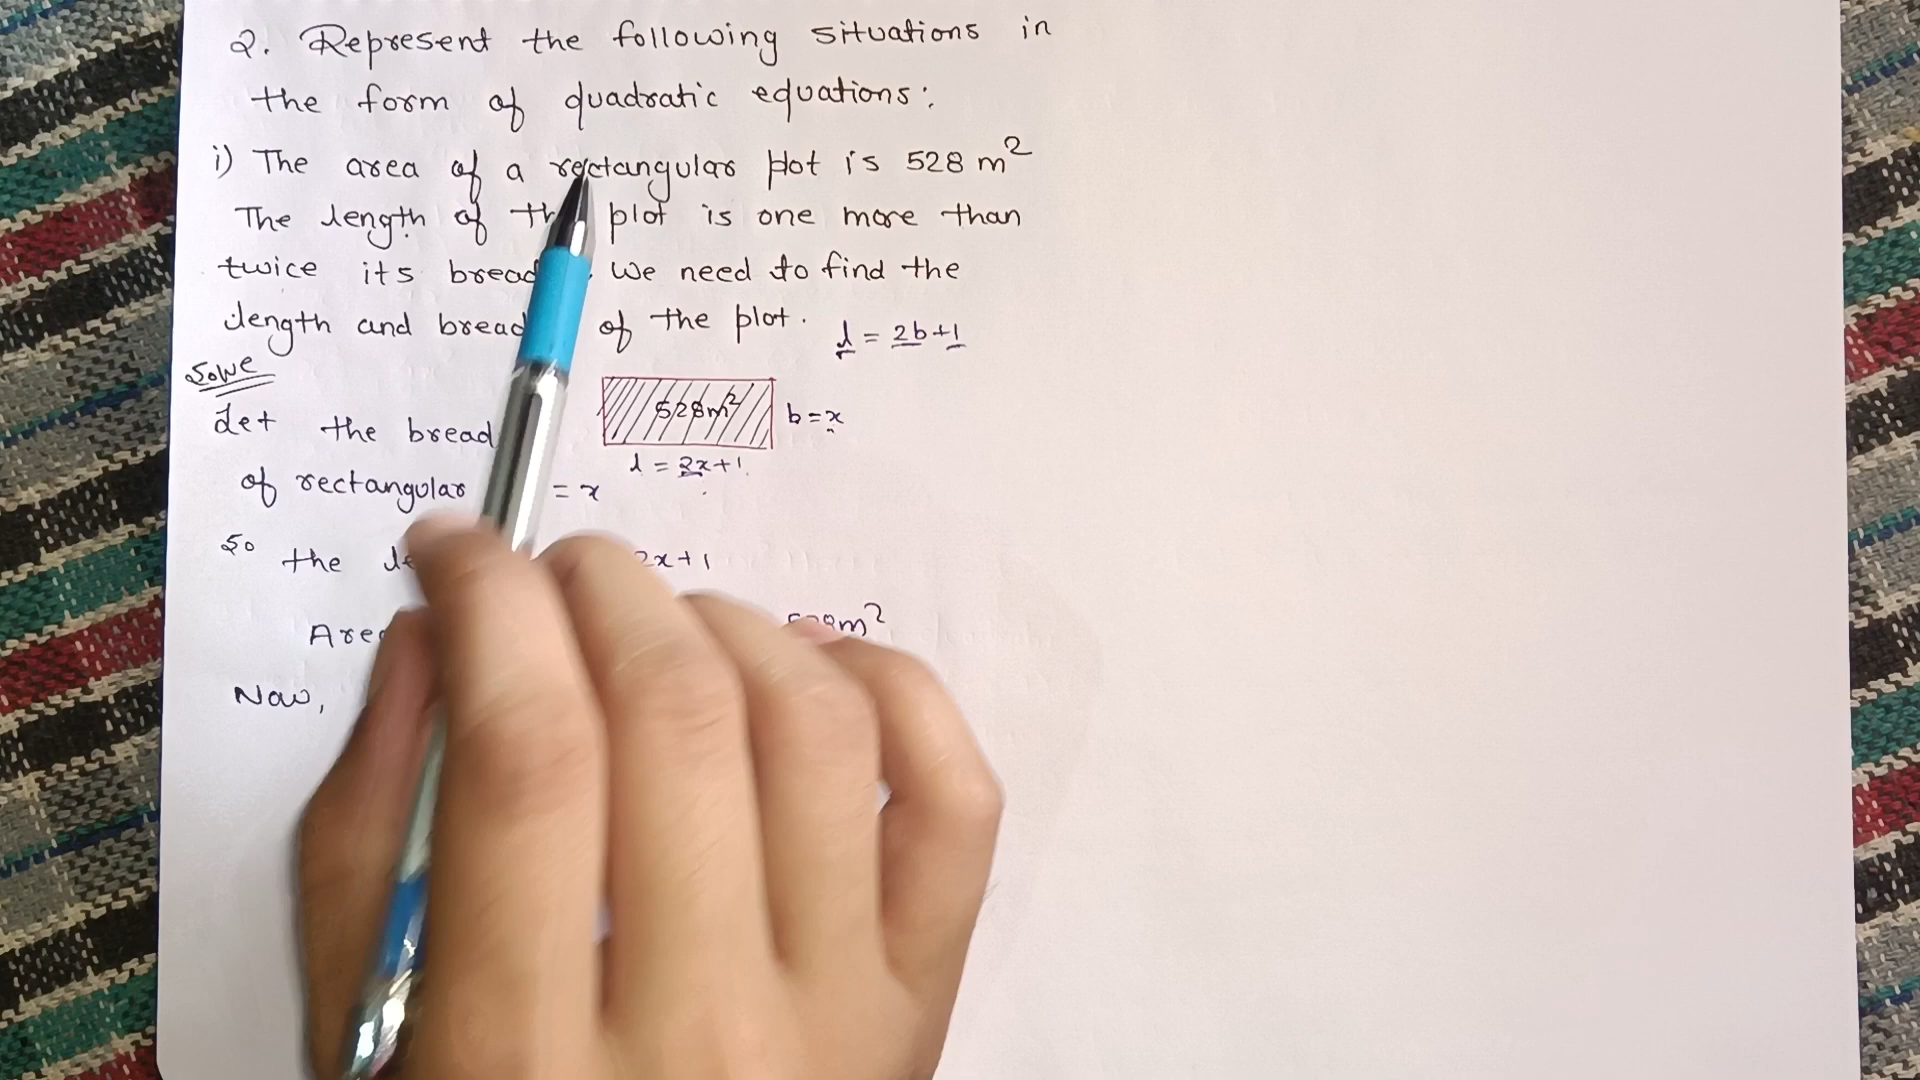 2. Represent the following situations in
the form of quadratic equations:
i) The area of a rectangular plot is 528 m²
The length of plot is one more than
twice its bread we need to find the
length and bread of the plot.
l = 2b+1
Solve
528m²
b = x
l = 2x+1
Let the bread
of rectangular = x
So the 2x+1
Area 528m²
Now,